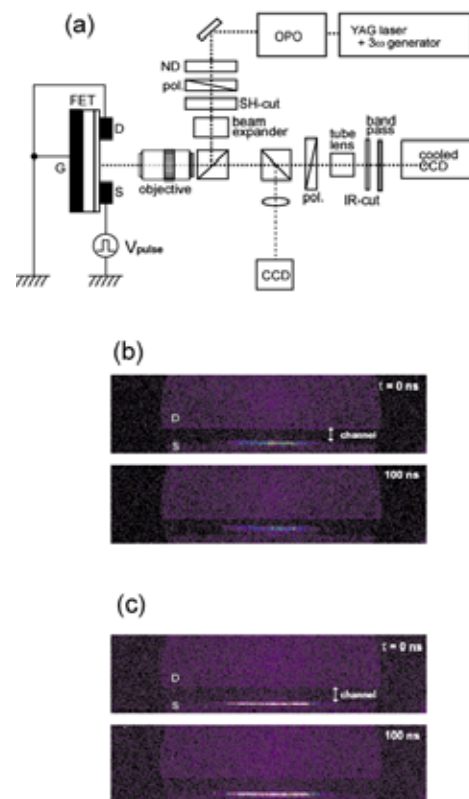 (a)
OPO
YAG laser
+ 3ω generator
ND
pol.
SH-cut
beam
expander
FET
D
G
S
objective
tube
lens
band
pass
cooled
CCD
pol.
IR-cut
Vpulse
CCD
(b)
τ = 0 ns
D
channel
S
100 ns
(c)
τ = 0 ns
D
channel
S
100 ns